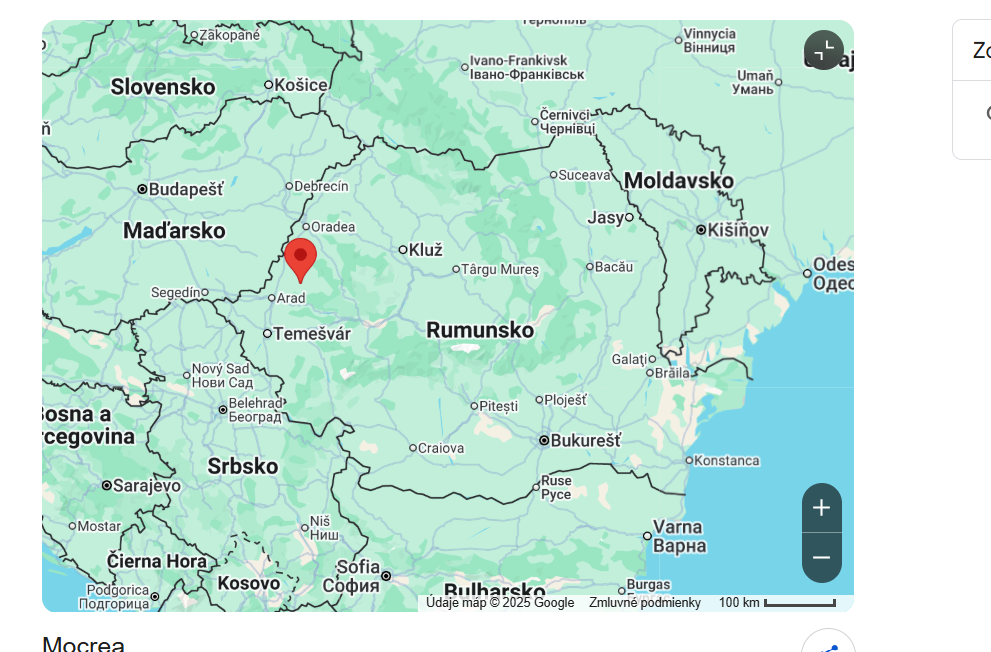 Тернопіль
Zakopané
Vinnycia
Вінниця
Ivano-Frankivsk
Івано-Франківськ
Umaň
Умань
Slovensko
Košice
Černivci
Чернівці
Suceava
Moldavsko
Budapešť
Debrecín
Jasy
Maďarsko
Oradea
Kišiňov
Kluž
Târgu Mureș
Bacău
Odes
Одес
Segedín
Arad
Temešvár
Rumunsko
Galați
Brăila
Nový Sad
Нови Сад
Belehrad
Београд
Pitești
Ploješť
Bosna a
rcegovina
Bukurešť
Craiova
Konstanca
Srbsko
Sarajevo
Ruse
Русе
Mostar
Niš
Ниш
Varna
Варна
Čierna Hora
Kosovo
Sofia
София
Podgorica
Подгорица
Bulharsko
Burgas
Údaje máp © 2025 Google
Zmluvné podmienky
100 km
Mocrea